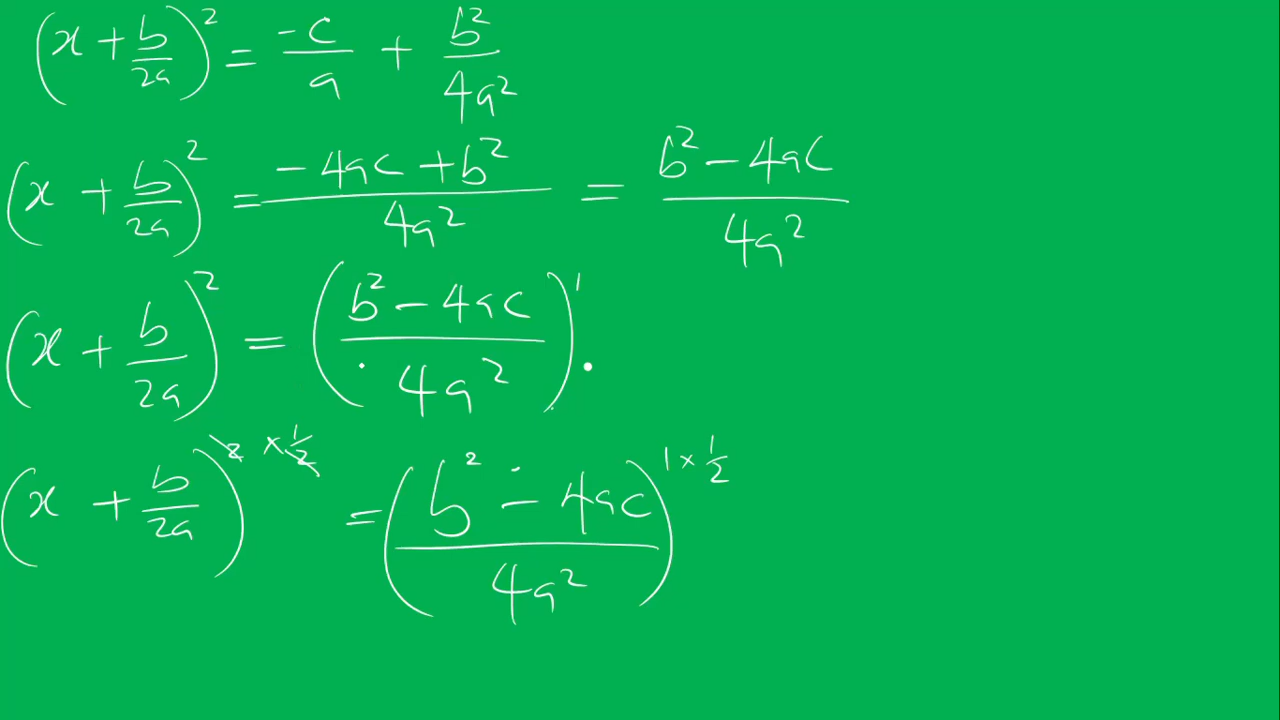 (x + b/2a)² = -c/a + b²/4a²
(x + b/2a)² = -4ac + b²/4a² = b² - 4ac/4a²
(x + b/2a)² = (b² - 4ac/4a²)¹
(x + b/2a)² × 1/2 = (b² - 4ac/4a²)¹ × 1/2